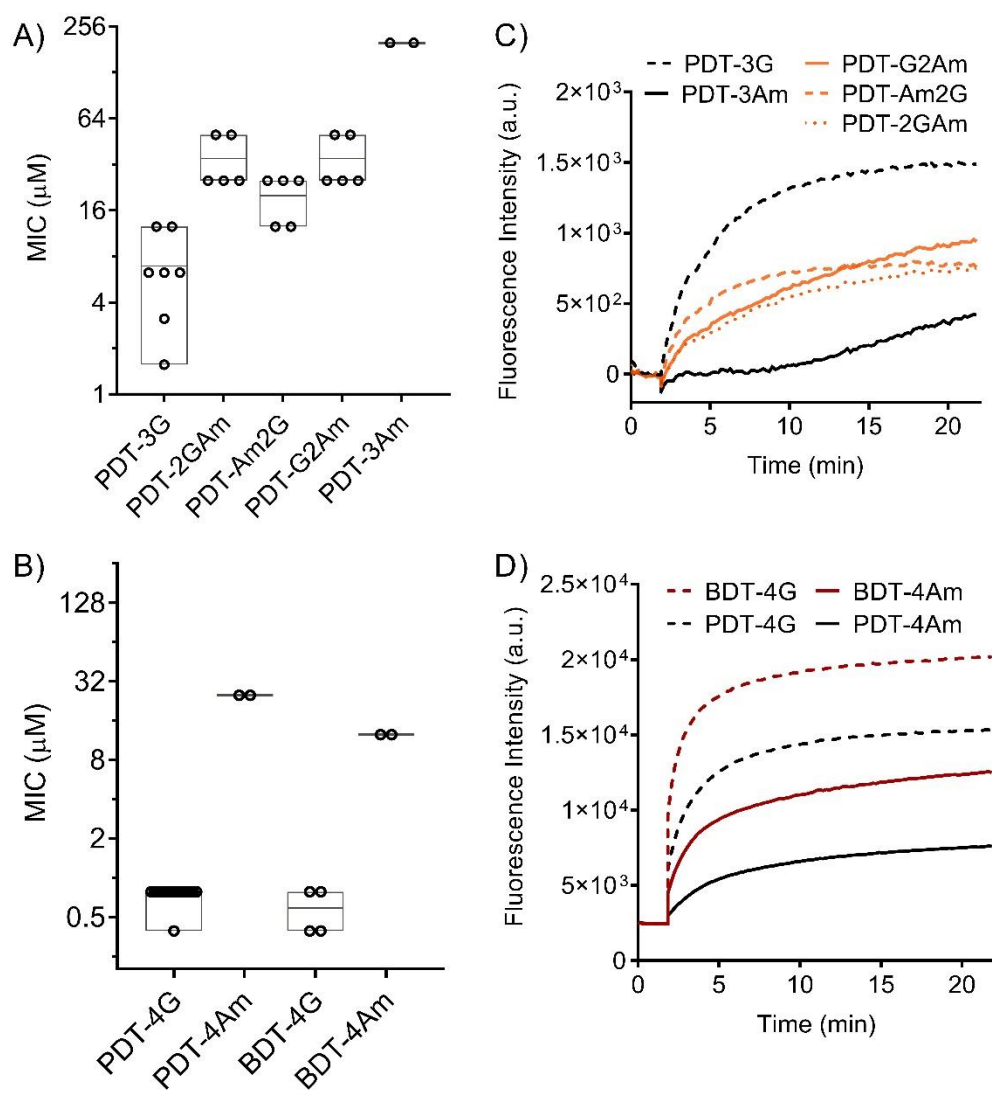 A)
MIC (μM)
256
64
16
4
1
PDT-3G
PDT-2GAm
PDT-Am2G
PDT-G2Am
PDT-3Am
C)
PDT-3G
PDT-3Am
PDT-G2Am
PDT-Am2G
PDT-2GAm
Fluorescence Intensity (a.u.)
2×10³
1.5×10³
1×10³
5×10²
0
0 5 10 15 20
Time (min)
B)
MIC (μM)
128
32
8
2
0.5
PDT-4G
PDT-4Am
BDT-4G
BDT-4Am
D)
BDT-4G BDT-4Am
PDT-4G PDT-4Am
Fluorescence Intensity (a.u.)
2.5×10⁴
2×10⁴
1.5×10⁴
1×10⁴
5×10³
0
0 5 10 15 20
Time (min)